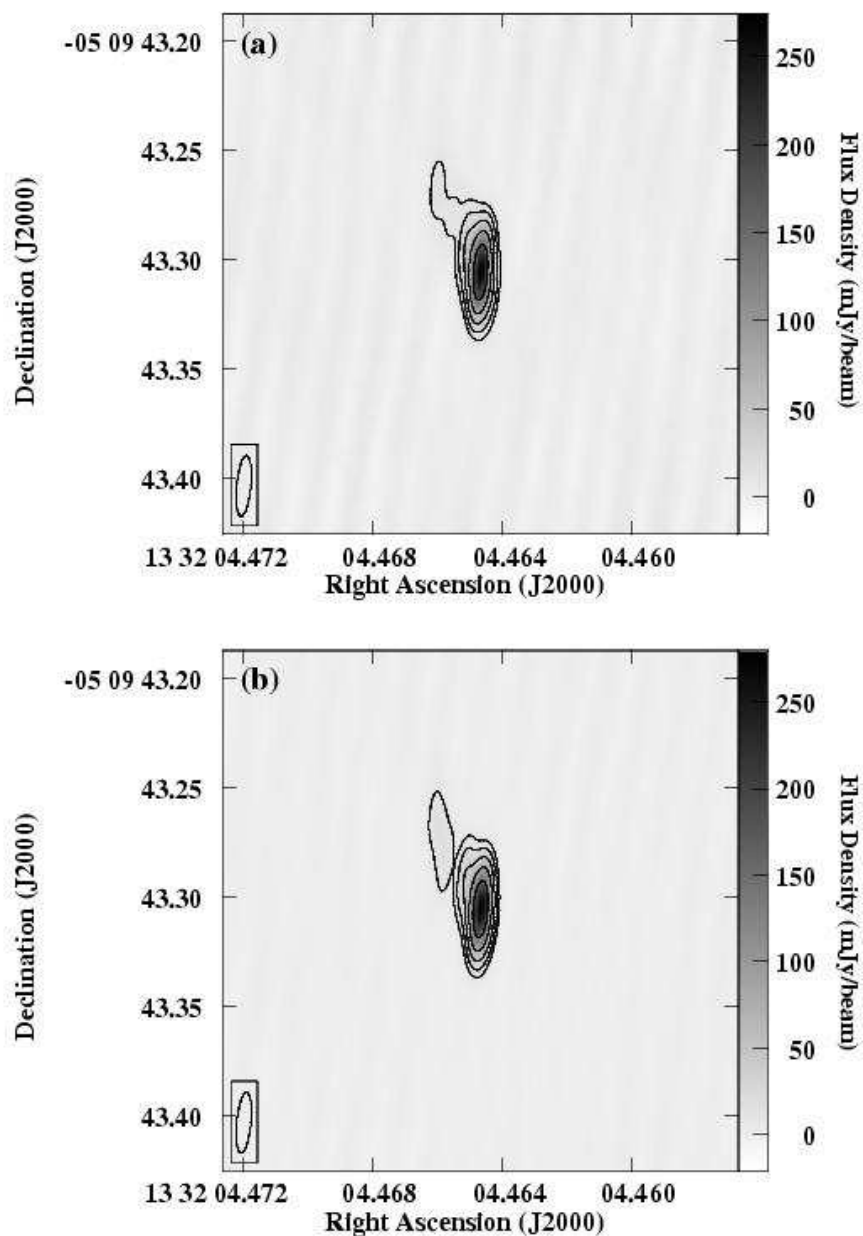 (a)
-05 09 43.20
43.25
43.30
43.35
43.40
Declination (J2000)
13 32 04.472 04.468 04.464 04.460
Right Ascension (J2000)
250
200
150
100
50
0
Flux Density (mJy/beam)
(b)
-05 09 43.20
43.25
43.30
43.35
43.40
Declination (J2000)
13 32 04.472 04.468 04.464 04.460
Right Ascension (J2000)
250
200
150
100
50
0
Flux Density (mJy/beam)